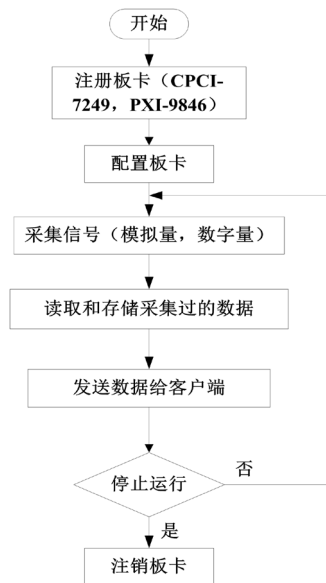 开始
注册板卡（CPCI-
7249，PXI-9846）
配置板卡
采集信号（模拟量，数字量）
读取和存储采集过的数据
发送数据给客户端
停止运行
否
是
注销板卡